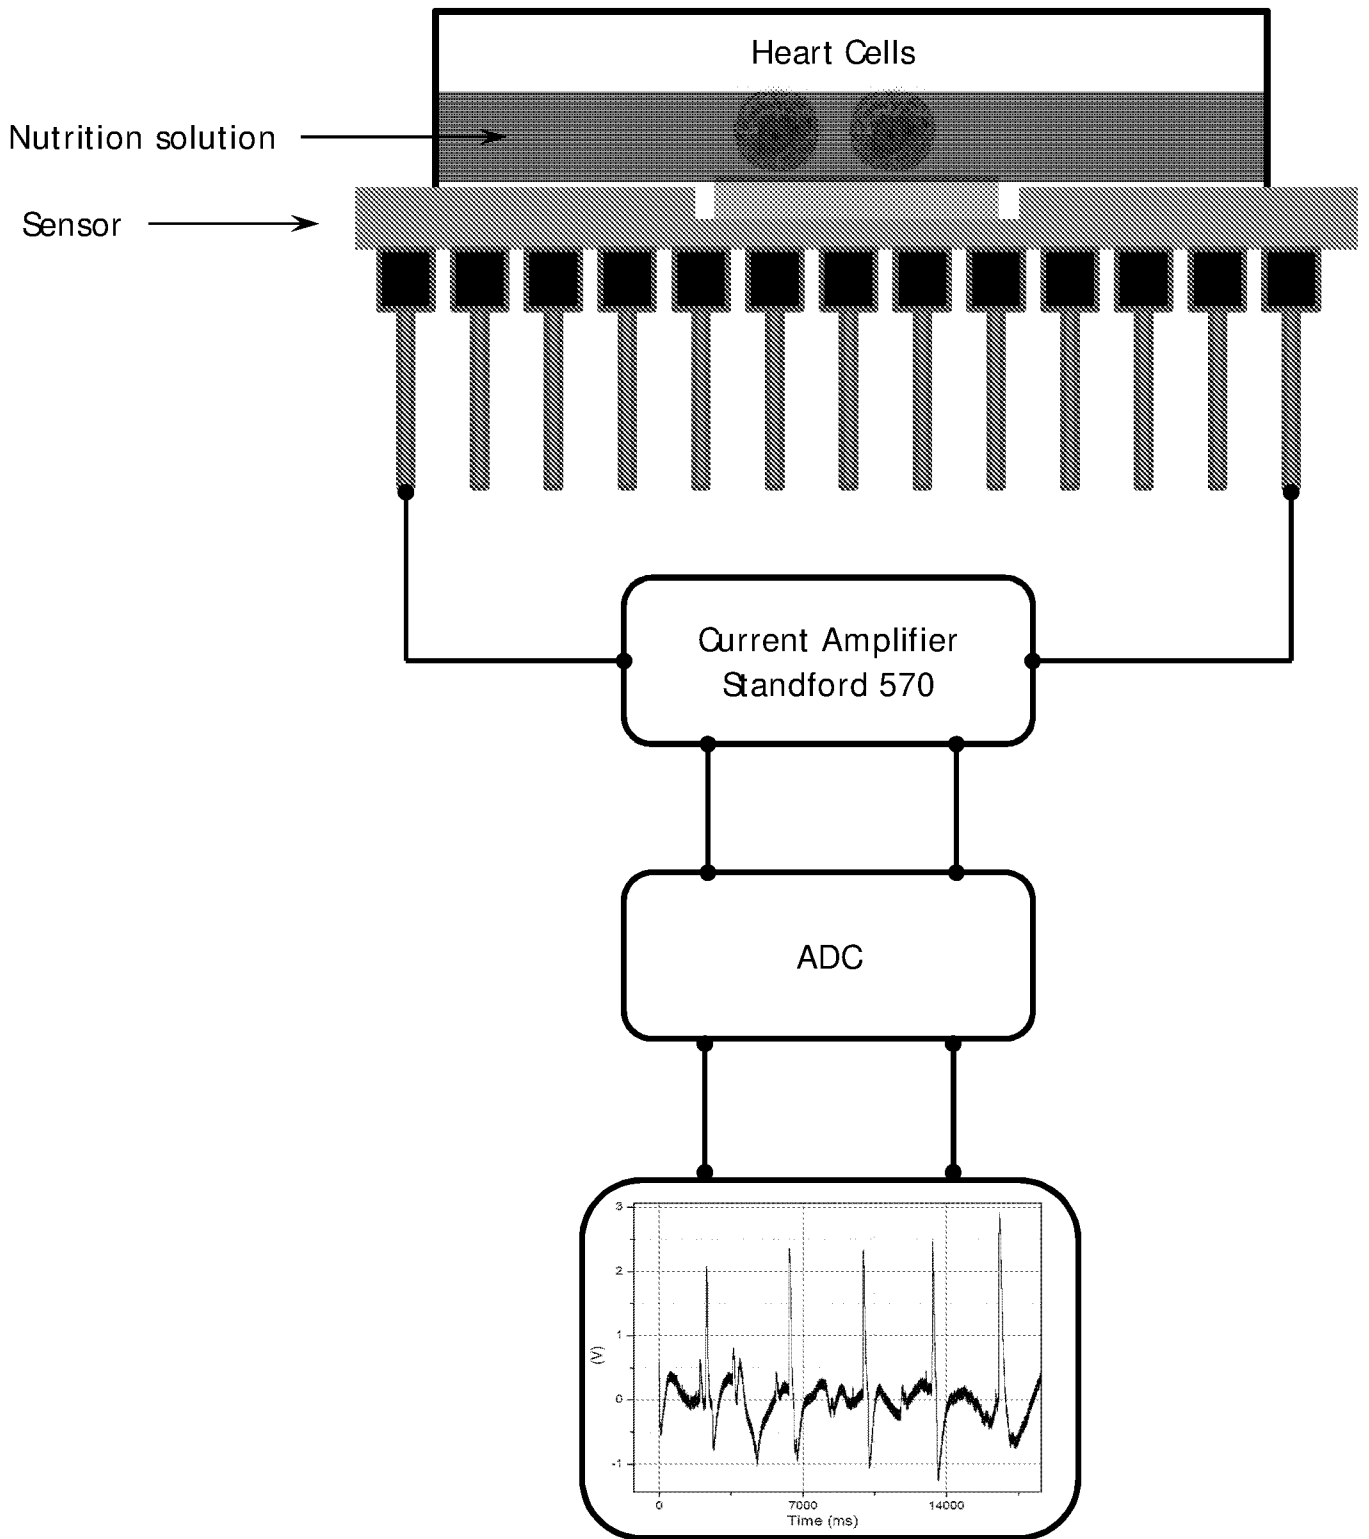 Heart Cells
Nutrition solution
Sensor
Current Amplifier
Standford 570
ADC
3
2
1
0
-1
(V)
0 7000 14000
Time (ms)